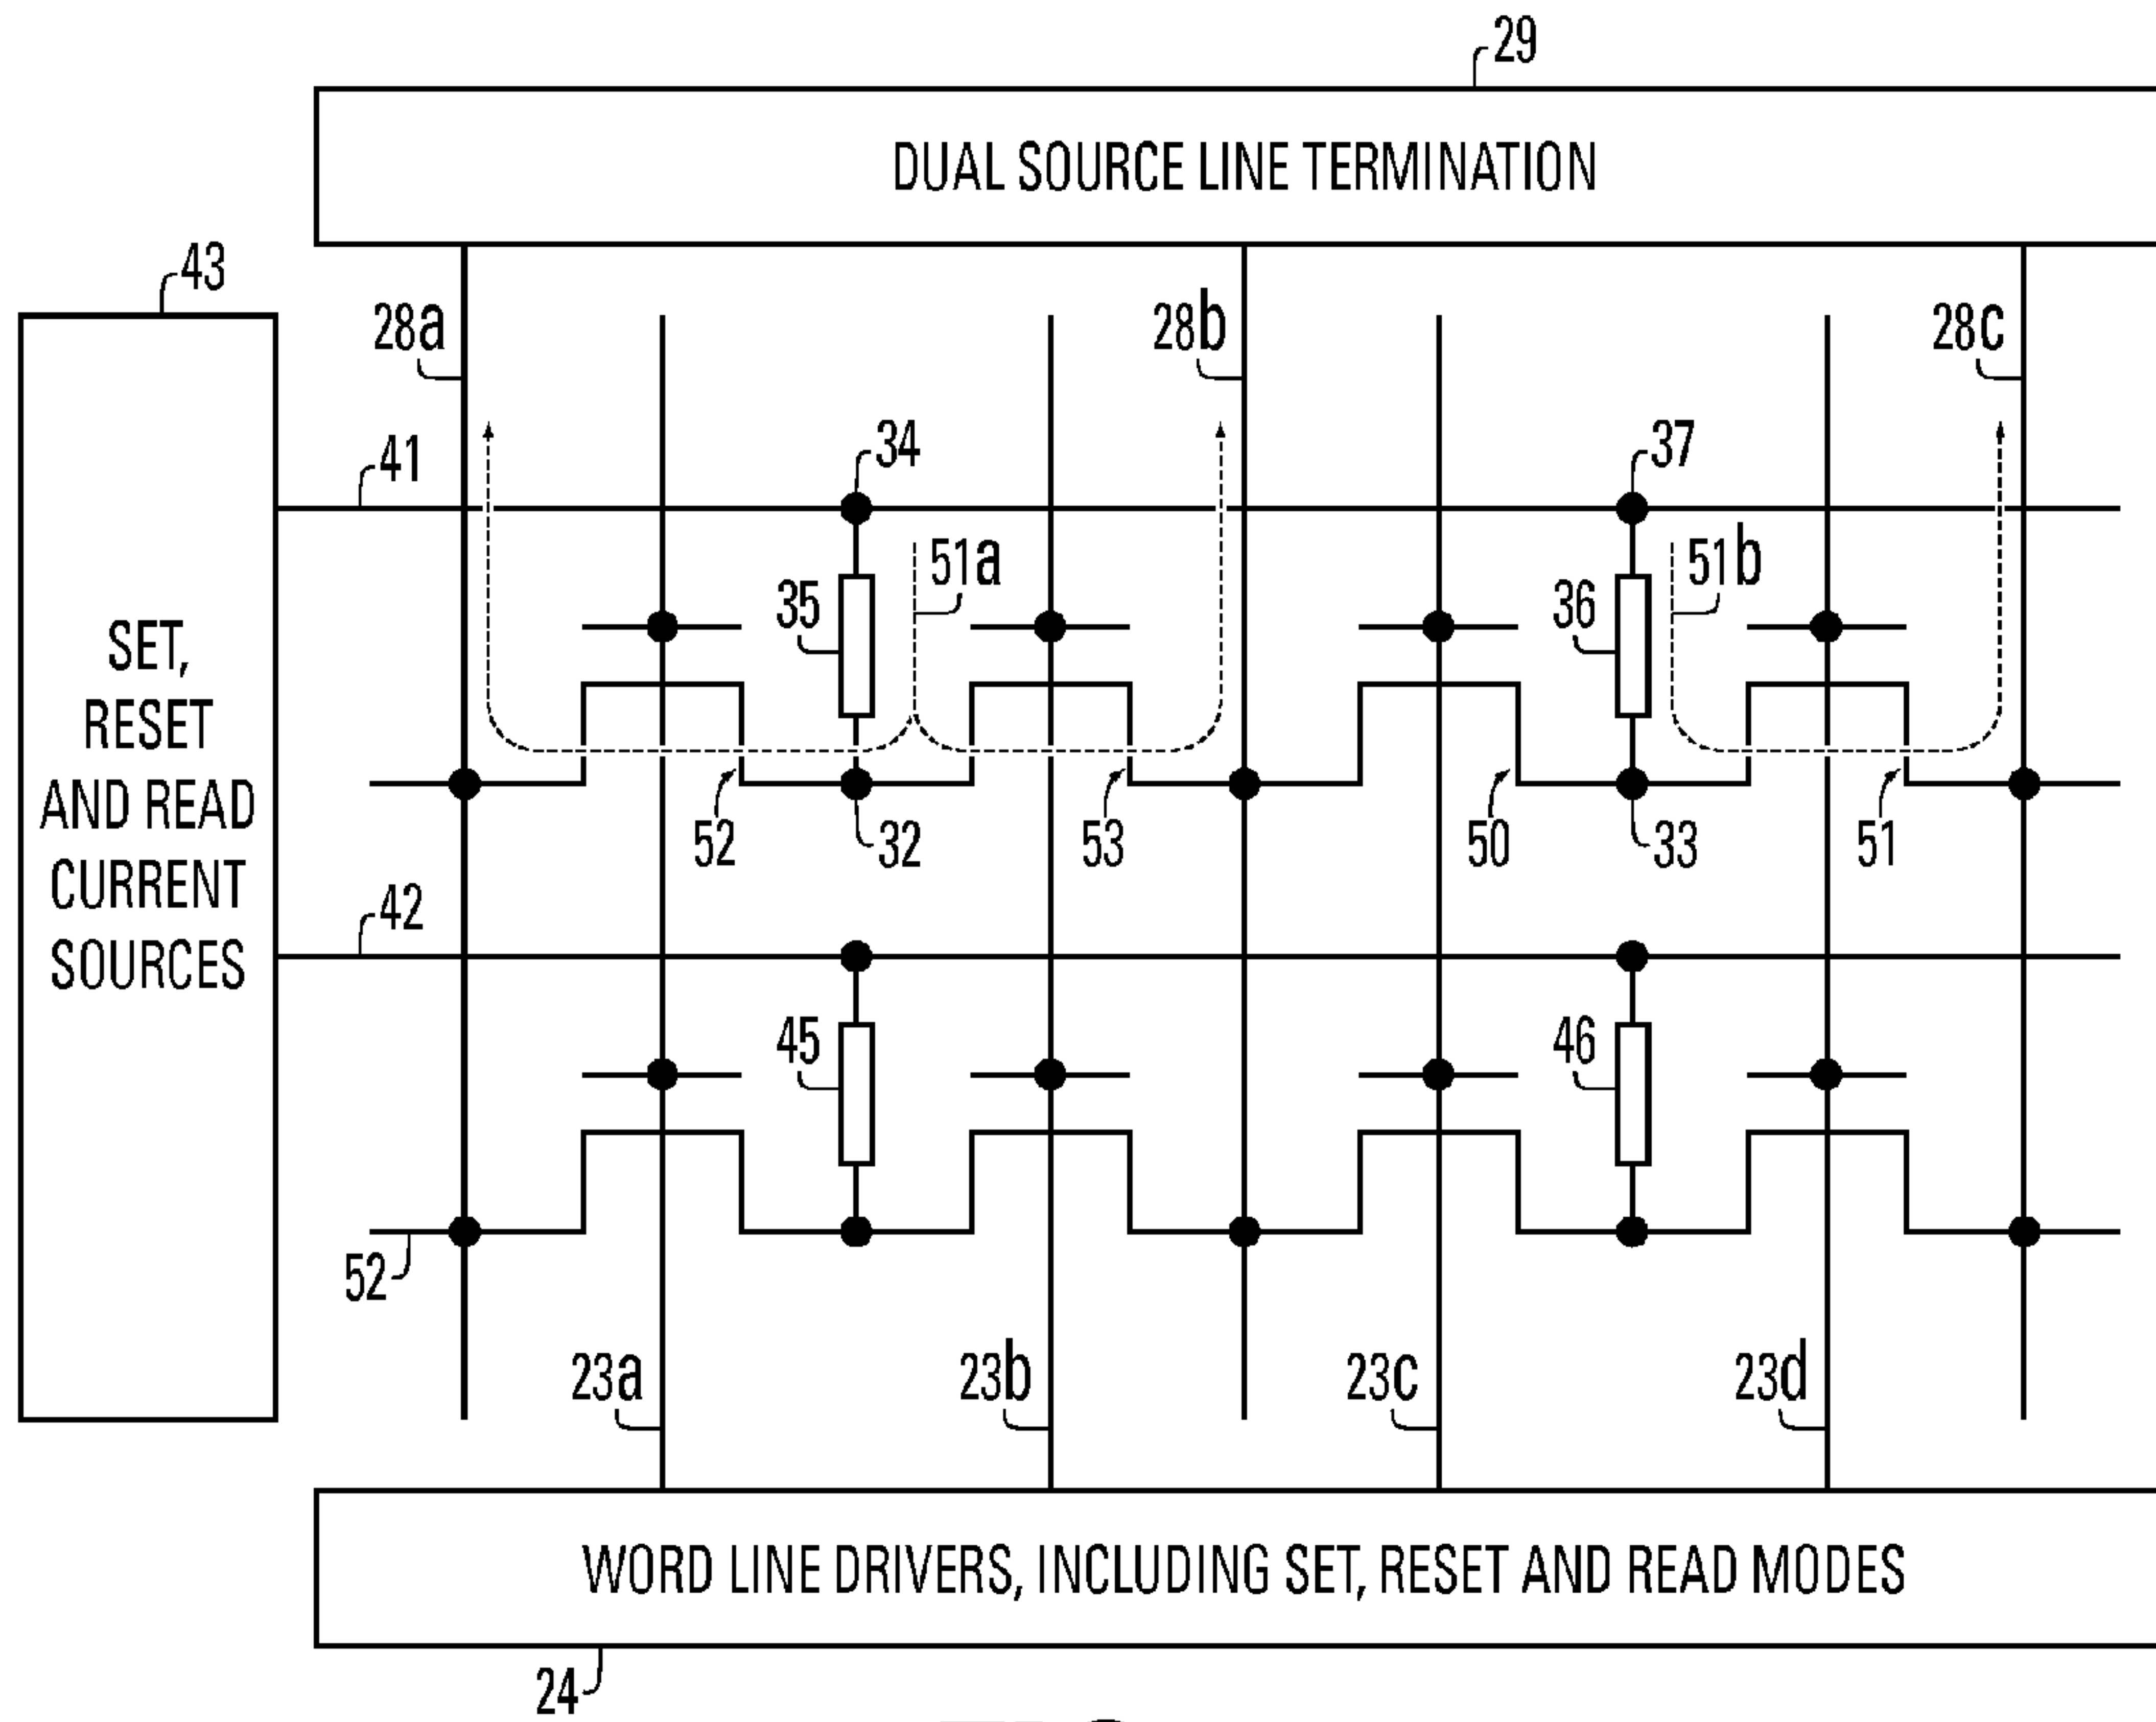 29
DUAL SOURCE LINE TERMINATION
43
28a
28b
28c
41
34
37
51a
51b
35
36
SET,
RESET
AND READ
CURRENT
SOURCES
52
32
53
50
33
51
42
45
46
52
23a
23b
23c
23d
WORD LINE DRIVERS, INCLUDING SET, RESET AND READ MODES
24